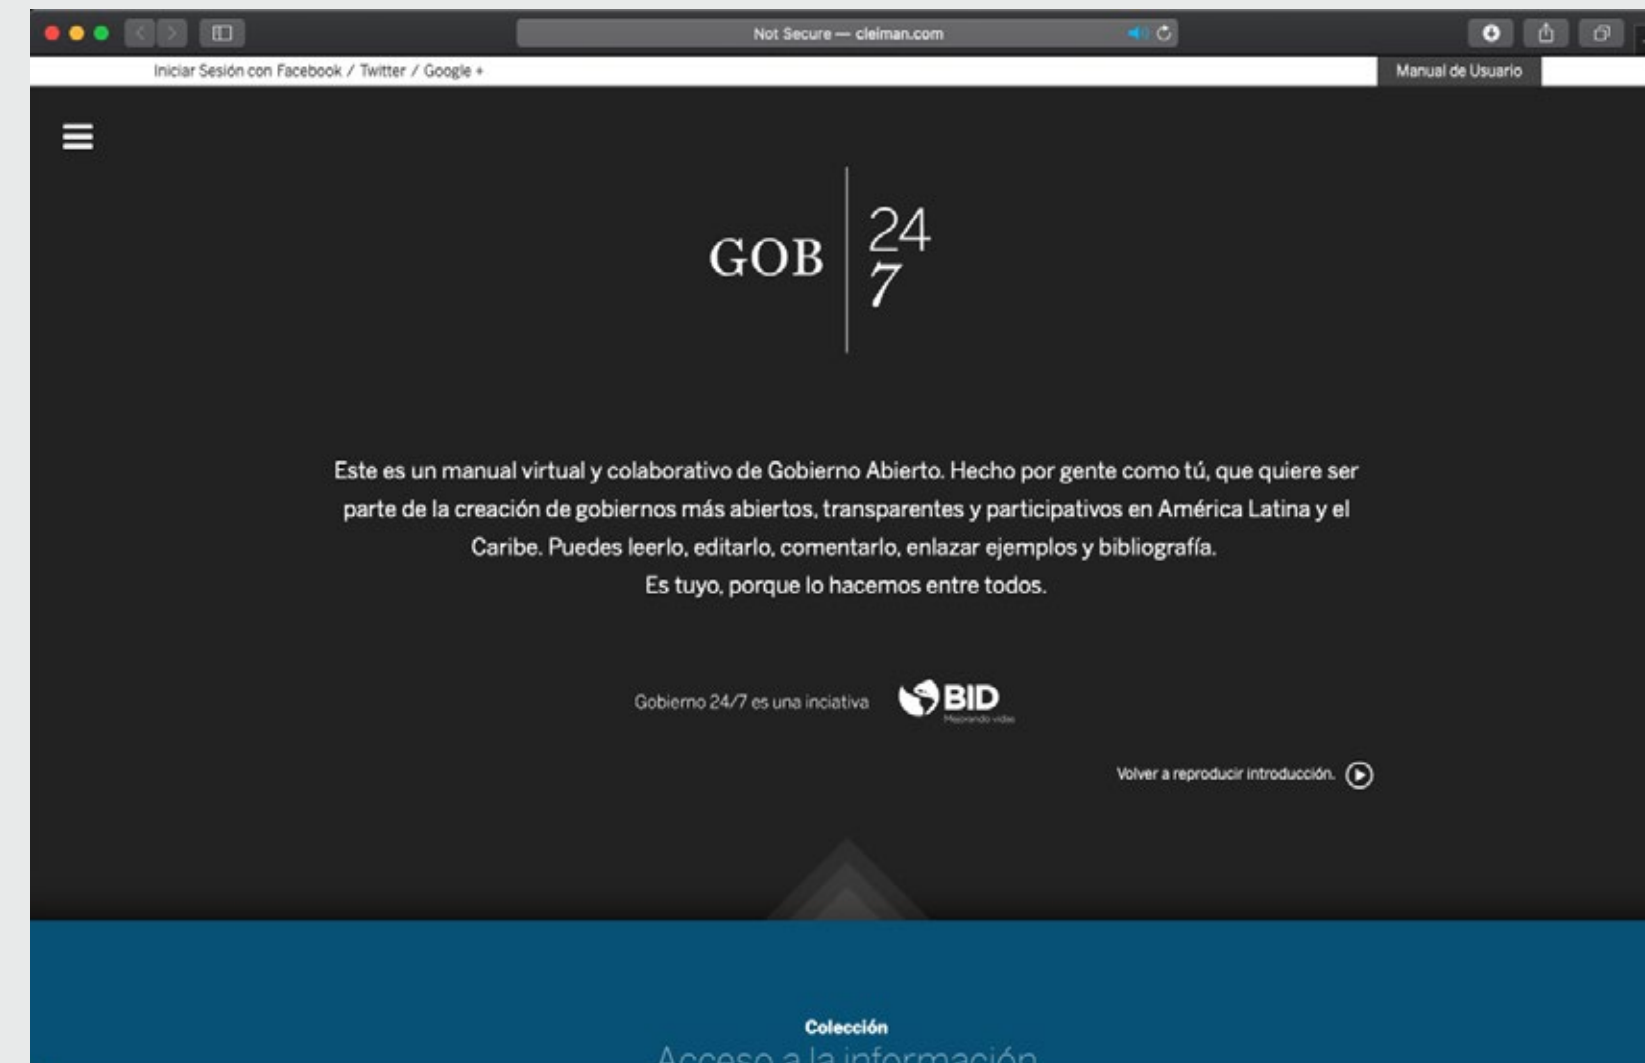 Not Secure — cleiman.com
Iniciar Sesión con Facebook / Twitter / Google +
Manual de Usuario
GOB
24
7
Este es un manual virtual y colaborativo de Gobierno Abierto. Hecho por gente como tú, que quiere ser
parte de la creación de gobiernos más abiertos, transparentes y participativos en América Latina y el
Caribe. Puedes leerlo, editarlo, comentarlo, enlazar ejemplos y bibliografía.
Es tuyo, porque lo hacemos entre todos.
Gobierno 24/7 es una inciativa
BID
Mejorando vidas
Volver a reproducir introducción.
Colección
Acceso a la información